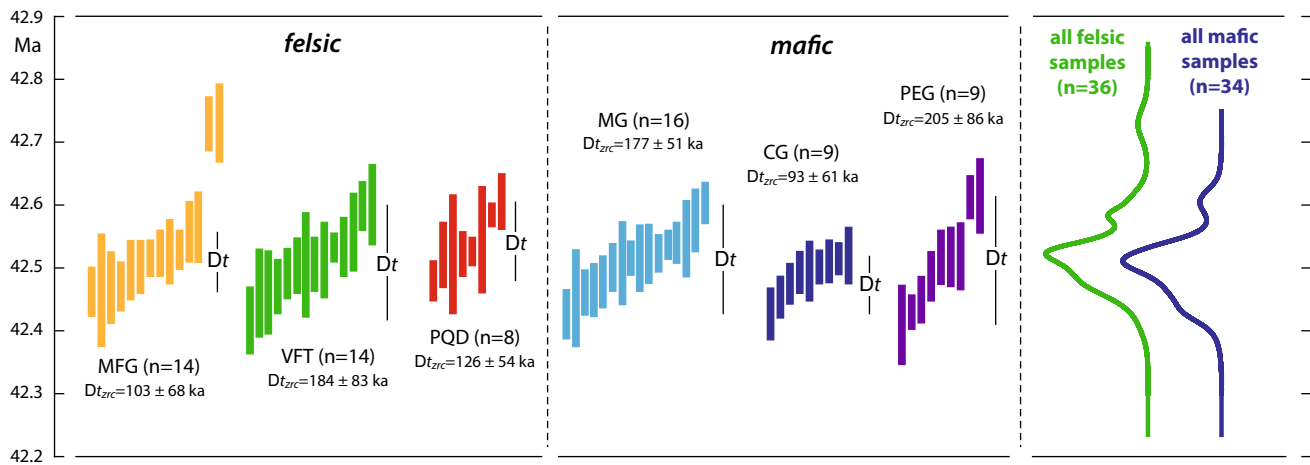 42.9
Ma
42.8
42.7
42.6
42.5
42.4
42.3
42.2
felsic
MFG (n=14)
Dtzrc=103 ± 68 ka
Dt
VFT (n=14)
Dtzrc=184 ± 83 ka
Dt
PQD (n=8)
Dtzrc=126 ± 54 ka
Dt
mafic
MG (n=16)
Dtzrc=177 ± 51 ka
Dt
CG (n=9)
Dtzrc=93 ± 61 ka
Dt
PEG (n=9)
Dtzrc=205 ± 86 ka
Dt
all felsic
samples
(n=36)
all mafic
samples
(n=34)